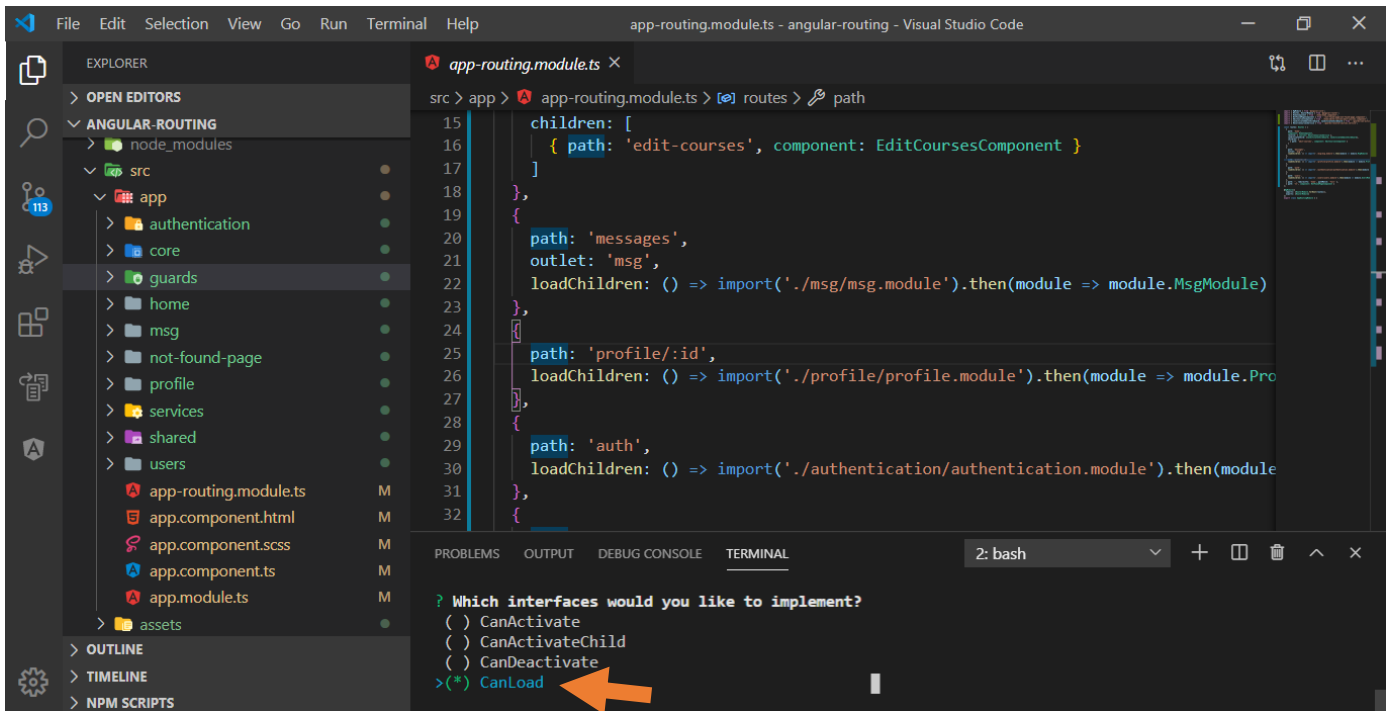 File Edit Selection View Go Run Terminal Help app-routing.module.ts - angular-routing - Visual Studio Code
EXPLORER
> OPEN EDITORS
ANGULAR-ROUTING
> node_modules
src
app
> authentication
> core
> guards
> home
> msg
> not-found-page
> profile
> services
> shared
> users
app-routing.module.ts M
app.component.html M
app.component.scss M
app.component.ts M
app.module.ts M
> assets
> OUTLINE
> TIMELINE
> NPM SCRIPTS
113
app-routing.module.ts
src > app > app-routing.module.ts > routes > path
15 children: [
16 { path: 'edit-courses', component: EditCoursesComponent }
17 ]
18 },
19 {
20 path: 'messages',
21 outlet: 'msg',
22 loadChildren: () => import('./msg/msg.module').then(module => module.MsgModule)
23 },
24 {
25 path: 'profile/:id',
26 loadChildren: () => import('./profile/profile.module').then(module => module.Pro
27 },
28 {
29 path: 'auth',
30 loadChildren: () => import('./authentication/authentication.module').then(module
31 },
32 {
PROBLEMS OUTPUT DEBUG CONSOLE TERMINAL 2: bash
? Which interfaces would you like to implement?
( ) CanActivate
( ) CanActivateChild
( ) CanDeactivate
>(*) CanLoad